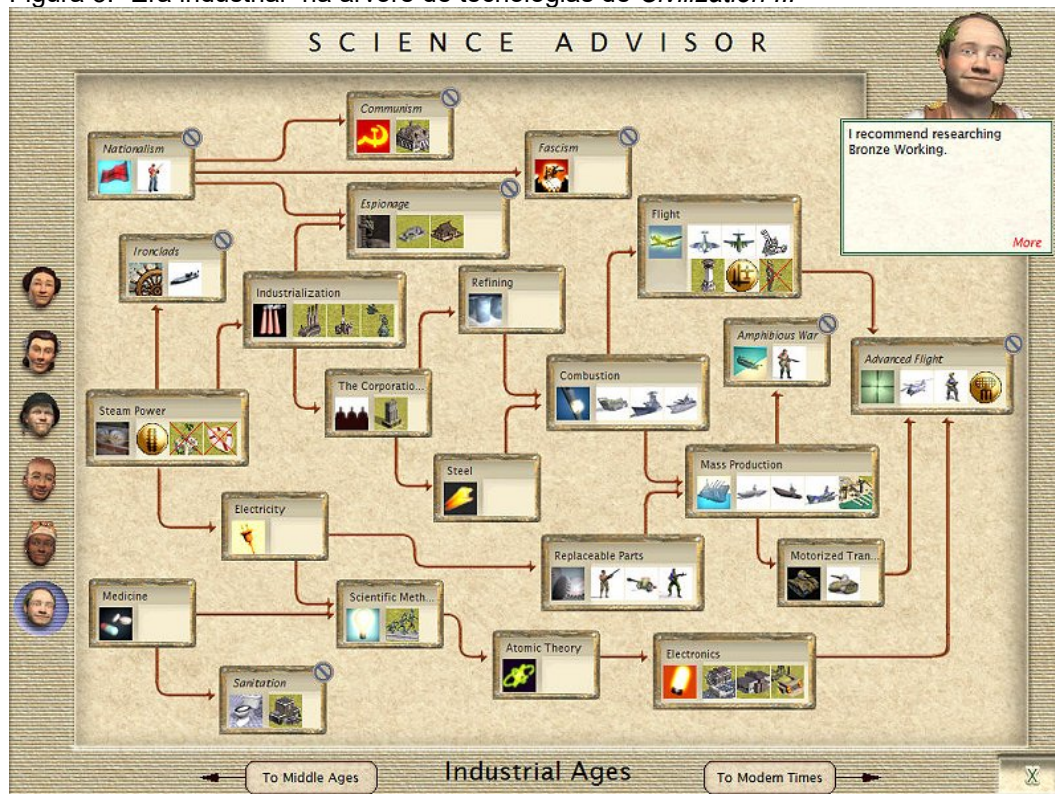 Figura 5: "Era industrial" na árvore de tecnologias do Civilization III
SCIENCE ADVISOR
I recommend researching
Bronze Working.
More
Communism
Nationalism
Fascism
Espionage
Flight
Ironclads
Industrialization
Refining
Amphibious War
Advanced Flight
The Corporatio...
Combustion
Steam Power
Steel
Mass Production
Electricity
Replaceable Parts
Motorized Tran...
Medicine
Scientific Meth...
Atomic Theory
Electronics
Sanitation
To Middle Ages
Industrial Ages
To Modern Times
X